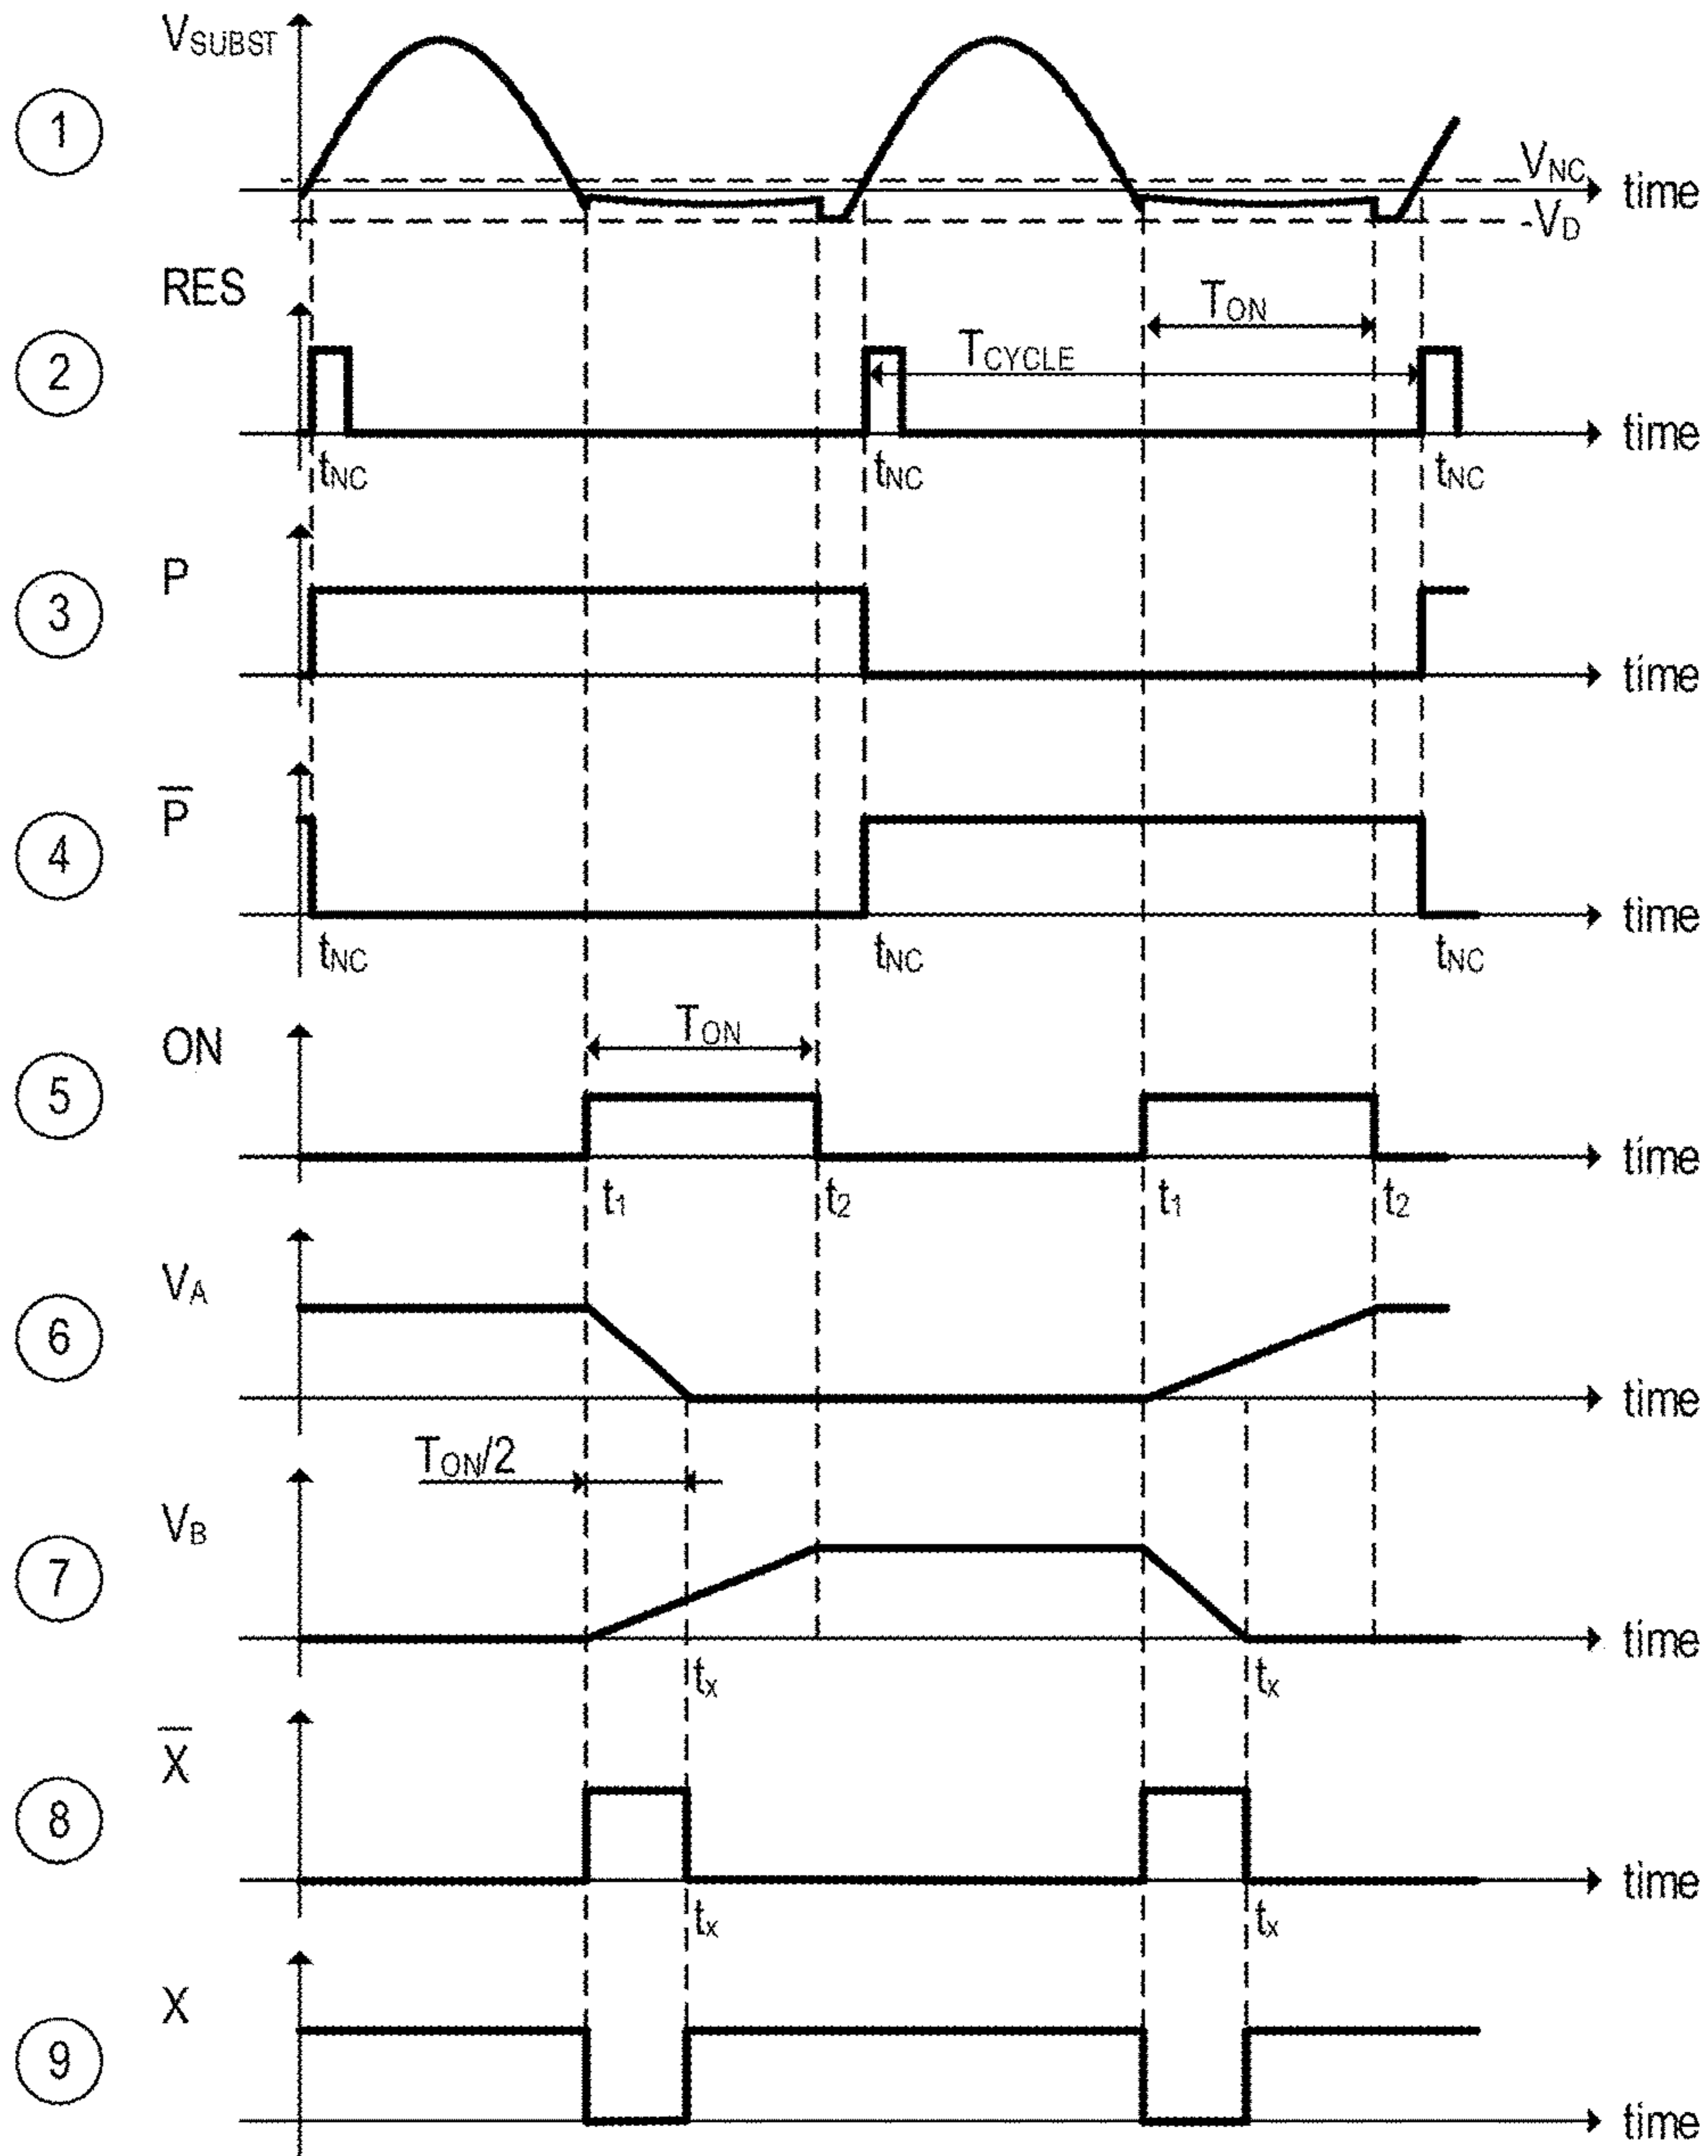 V_SUBST
1
V_NC
time
-V_D
RES
T_ON
2
T_CYCLE
time
t_NC t_NC t_NC
P
3
time
P̅
4
time
t_NC t_NC t_NC
ON
T_ON
5
time
t_1 t_2 t_1 t_2
V_A
6
time
T_ON/2
V_B
7
time
t_x t_x
X̅
8
time
t_x t_x
X
9
time